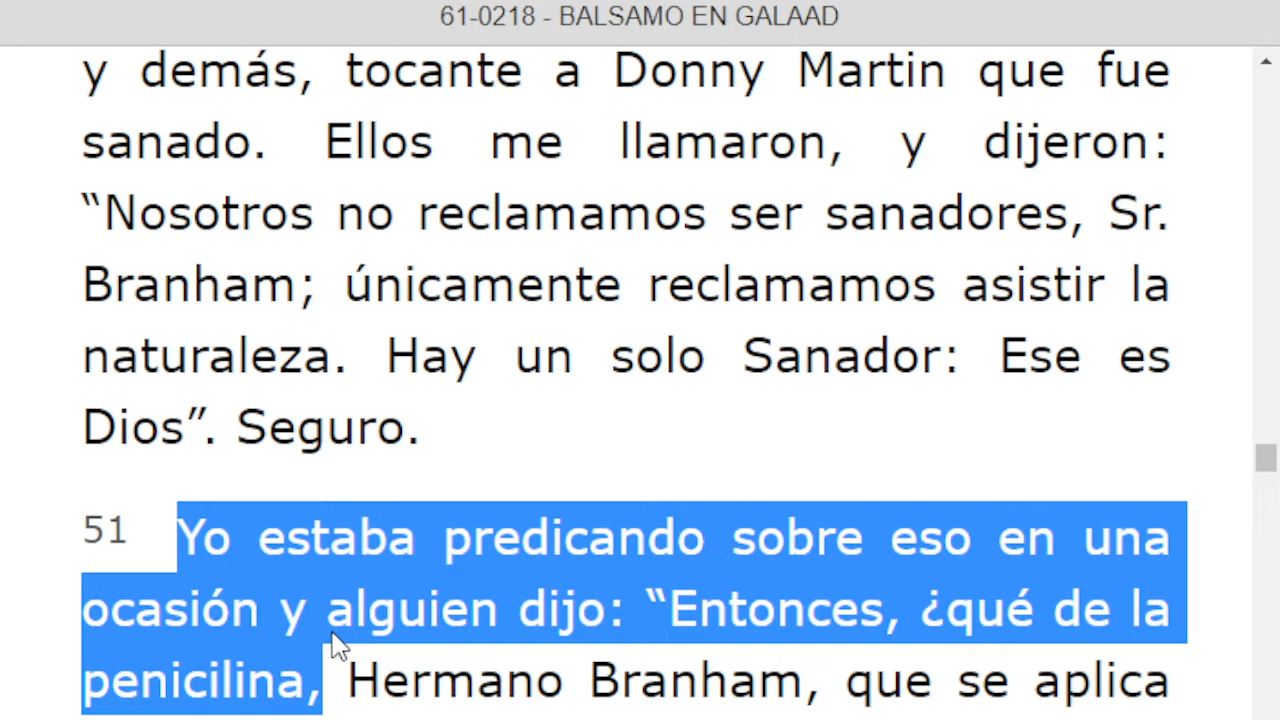 61-0218 - BALSAMO EN GALAAD
y demás, tocante a Donny Martin que fue
sanado. Ellos me llamaron, y dijeron:
“Nosotros no reclamamos ser sanadores, Sr.
Branham; únicamente reclamamos asistir la
naturaleza. Hay un solo Sanador: Ese es
Dios”. Seguro.
51 Yo estaba predicando sobre eso en una
ocasión y alguien dijo: “Entonces, ¿qué de la
penicilina, Hermano Branham, que se aplica